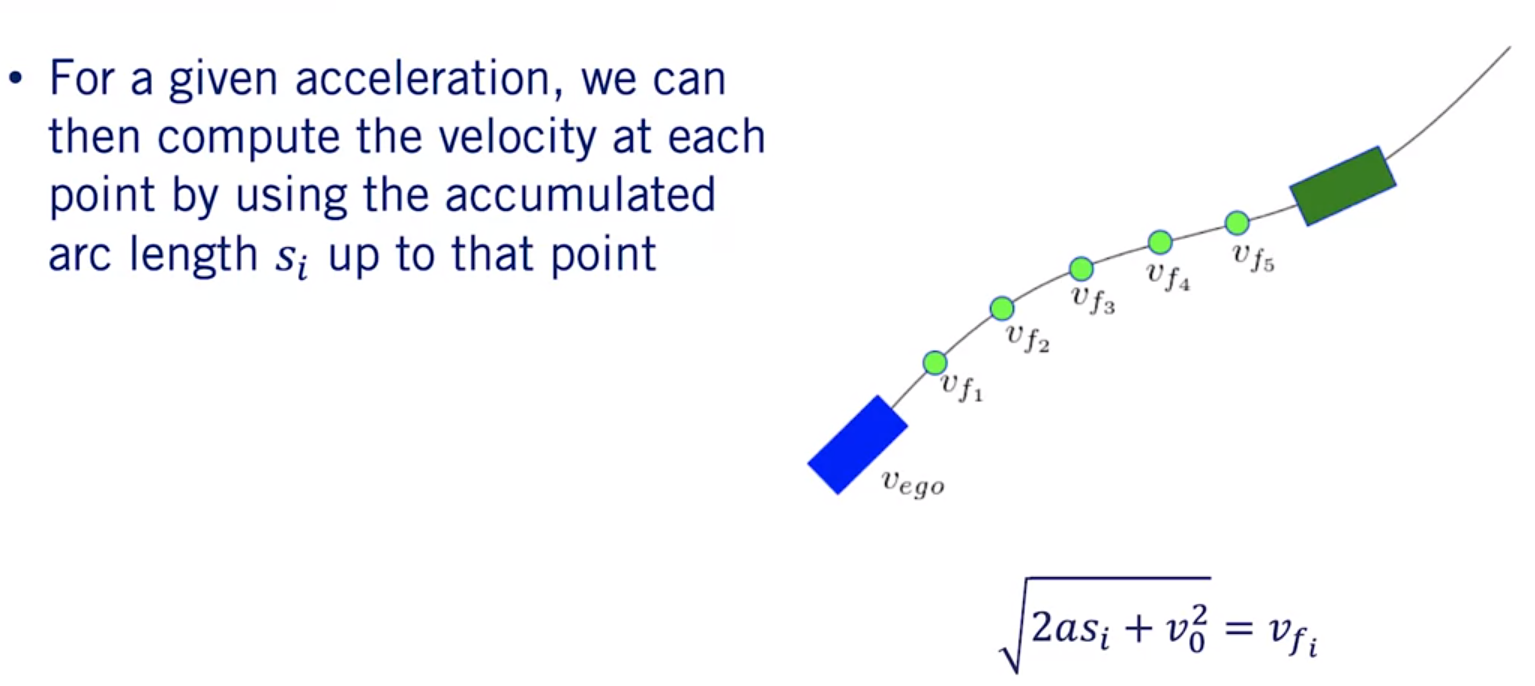 • For a given acceleration, we can
then compute the velocity at each
point by using the accumulated
arc length sᵢ up to that point
v_{f_5}
v_{f_4}
v_{f_3}
v_{f_2}
v_{f_1}
v_{ego}
\sqrt{2as_i + v_0^2} = v_{f_i}